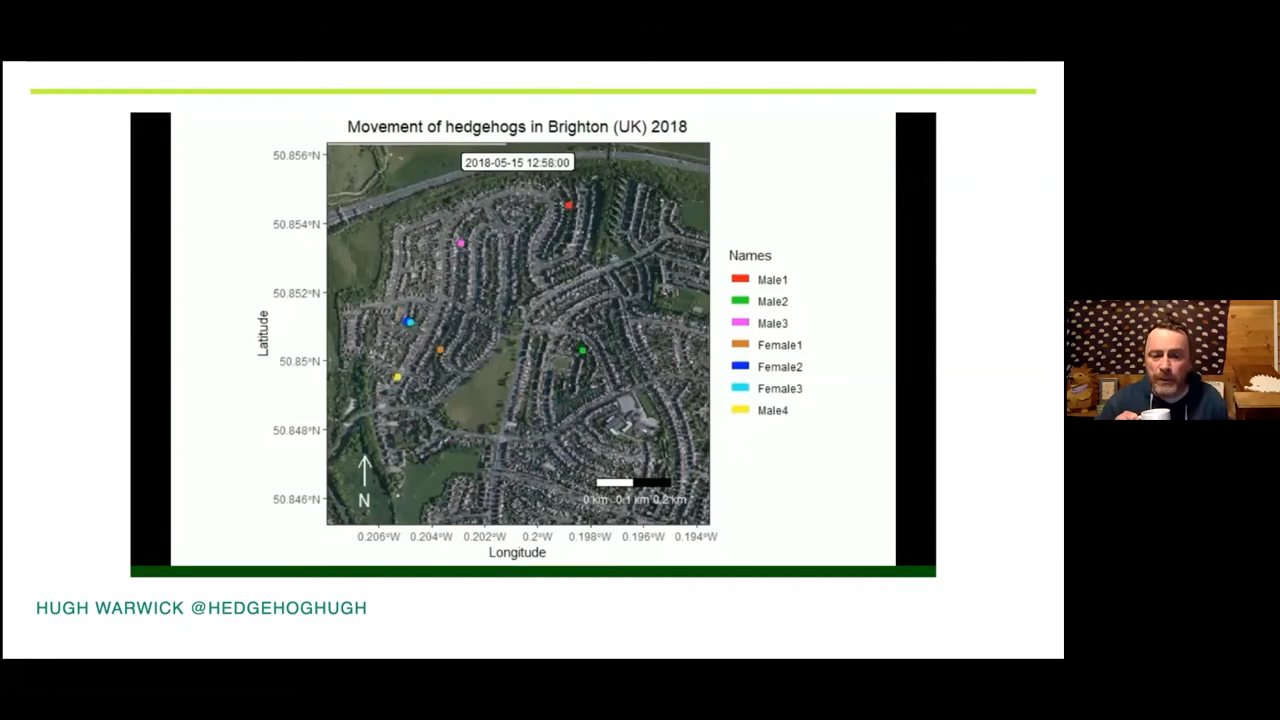 Movement of hedgehogs in Brighton (UK) 2018
2018-05-15 12:58:00
50.856°N
50.854°N
50.852°N
50.85°N
50.848°N
50.846°N
Latitude
N
0 km 0.1 km 0.2 km
0.206°W 0.204°W 0.202°W 0.2°W 0.198°W 0.196°W 0.194°W
Longitude
Names
Male1
Male2
Male3
Female1
Female2
Female3
Male4
HUGH WARWICK @HEDGEHOGHUGH